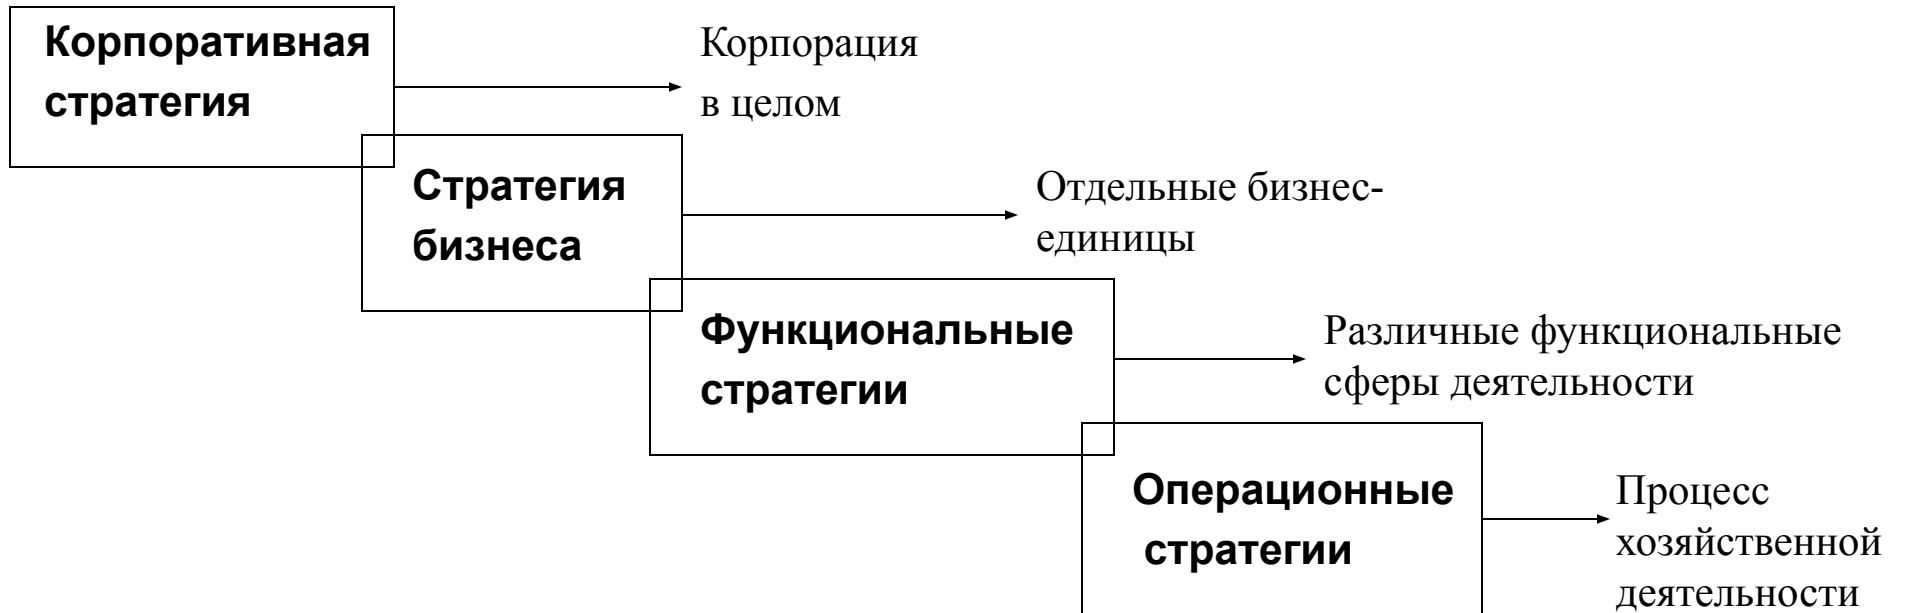 Корпоративная
стратегия
Корпорация
в целом
Стратегия
бизнеса
Отдельные бизнес-
единицы
Функциональные
стратегии
Различные функциональные
сферы деятельности
Операционные
стратегии
Процесс
хозяйственной
деятельности